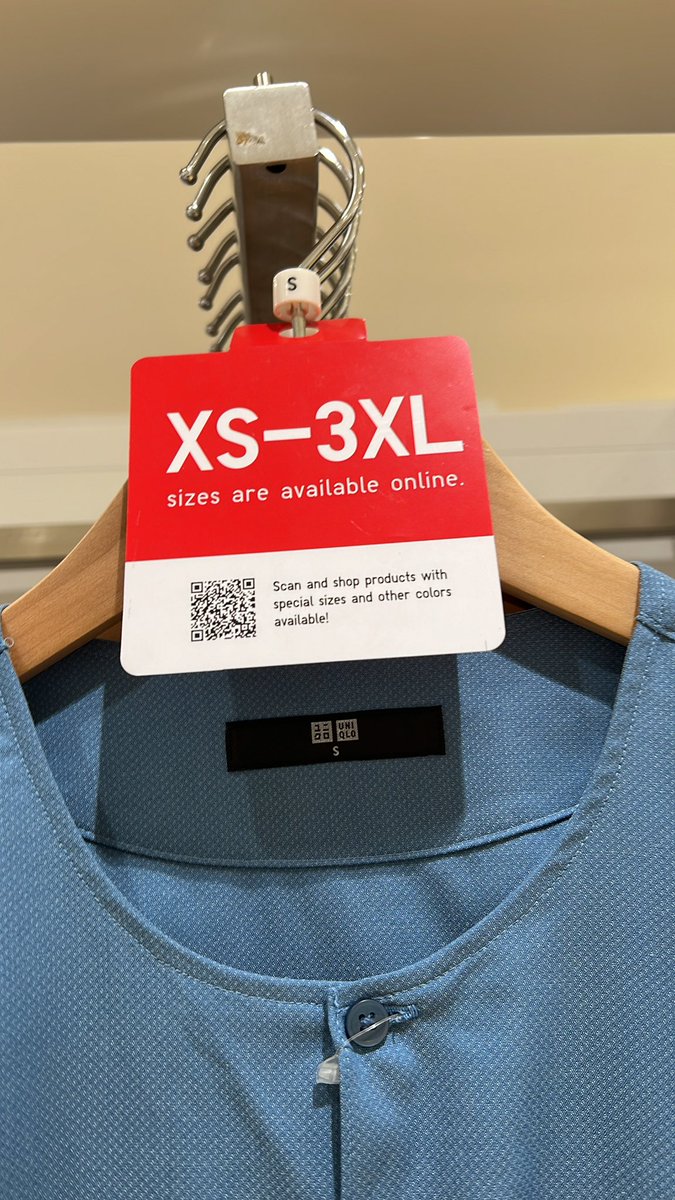 S
XS–3XL
sizes are available online.
Scan and shop products with
special sizes and other colors
available!
UNI
QLO
S